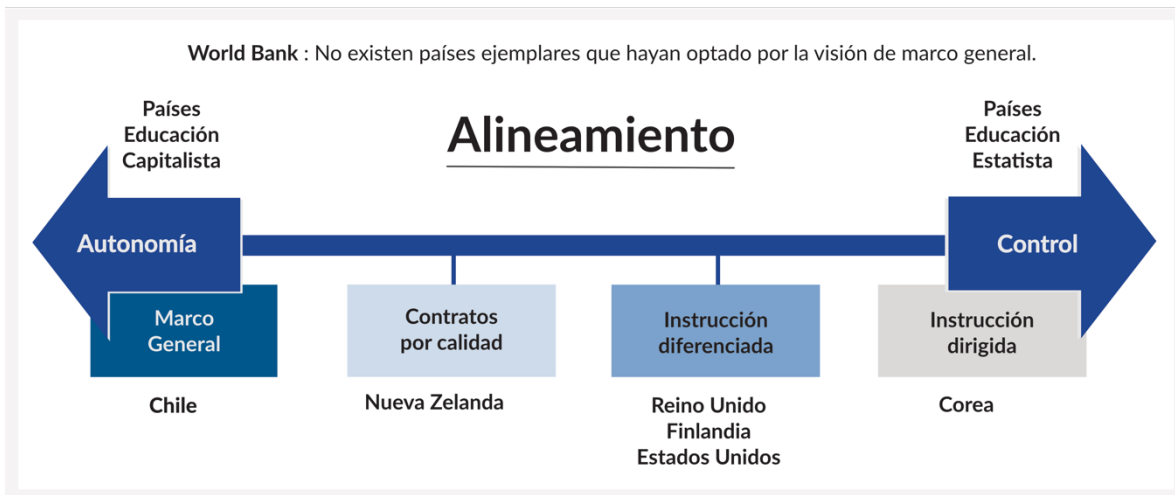 World Bank : No existen países ejemplares que hayan optado por la visión de marco general.
Países
Educación
Capitalista
Alineamiento
Países
Educación
Estatista
Autonomía
Control
Marco
General
Contratos
por calidad
Instrucción
diferenciada
Instrucción
dirigida
Chile
Nueva Zelanda
Reino Unido
Finlandia
Estados Unidos
Corea